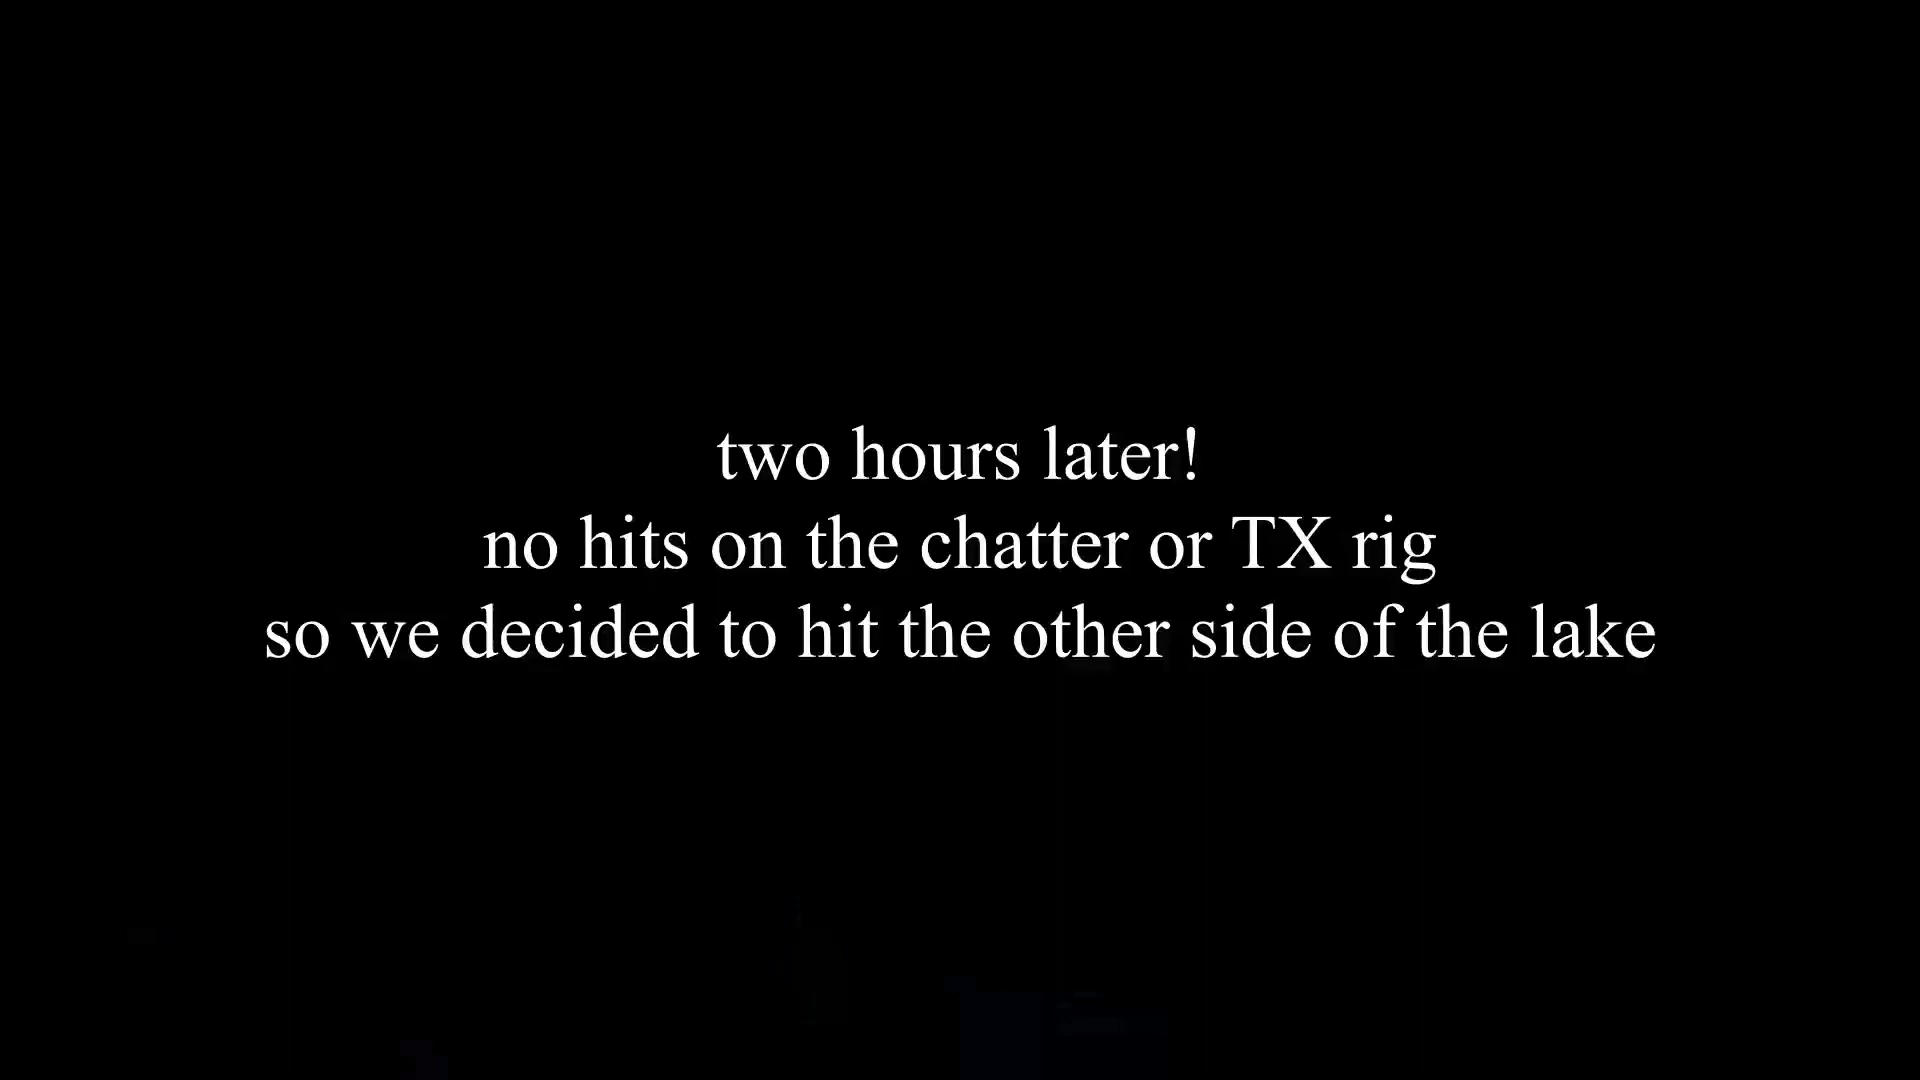 two hours later!
no hits on the chatter or TX rig
so we decided to hit the other side of the lake